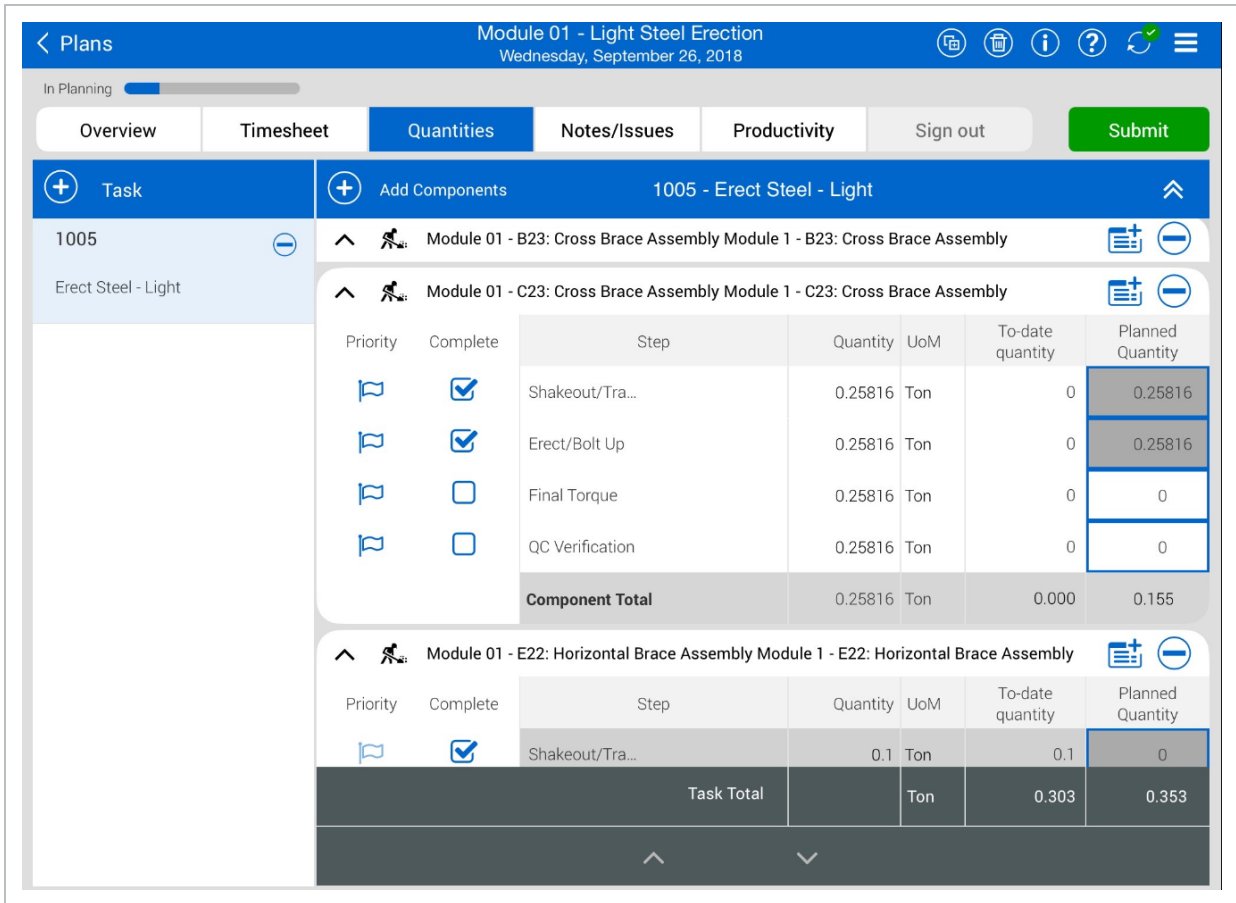 Plans
Module 01 - Light Steel Erection
Wednesday, September 26, 2018
In Planning
Overview Timesheet Quantities Notes/Issues Productivity Sign out Submit
Task
Add Components 1005 - Erect Steel - Light
1005
Erect Steel - Light
Module 01 - B23: Cross Brace Assembly Module 1 - B23: Cross Brace Assembly
Module 01 - C23: Cross Brace Assembly Module 1 - C23: Cross Brace Assembly
Priority Complete Step Quantity UoM To-date quantity Planned Quantity
Shakeout/Tra... 0.25816 Ton 0 0.25816
Erect/Bolt Up 0.25816 Ton 0 0.25816
Final Torque 0.25816 Ton 0 0
QC Verification 0.25816 Ton 0 0
Component Total 0.25816 Ton 0.000 0.155
Module 01 - E22: Horizontal Brace Assembly Module 1 - E22: Horizontal Brace Assembly
Priority Complete Step Quantity UoM To-date quantity Planned Quantity
Shakeout/Tra... 0.1 Ton 0.1 0
Task Total Ton 0.303 0.353